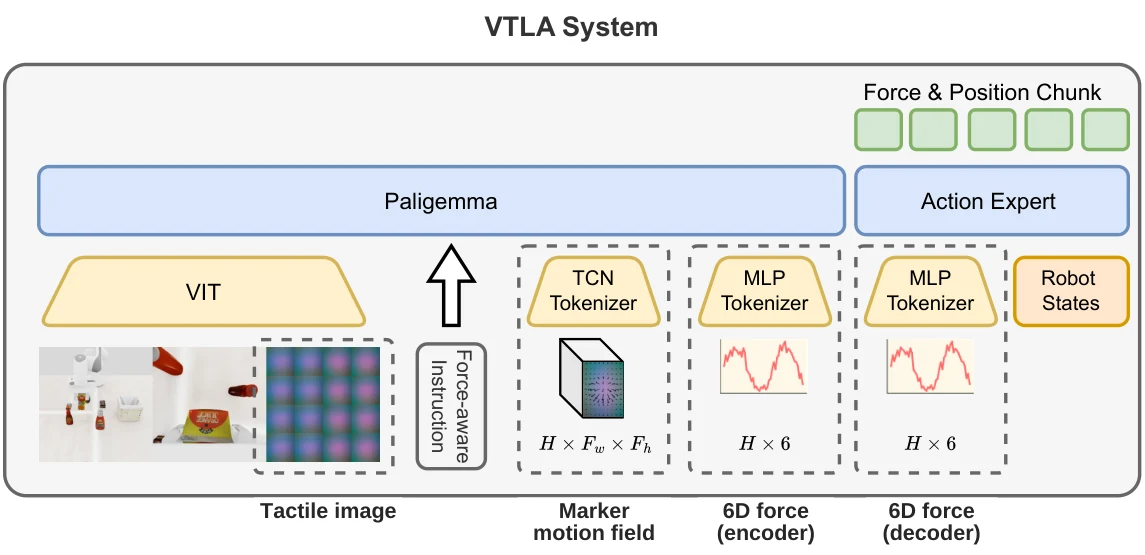 VTLA System
Force & Position Chunk
Paligemma
Action Expert
VIT
TCN
Tokenizer
MLP
Tokenizer
MLP
Tokenizer
Robot
States
Force-aware
Instruction
H × F_w × F_h
H × 6
H × 6
Tactile image
Marker
motion field
6D force
(encoder)
6D force
(decoder)